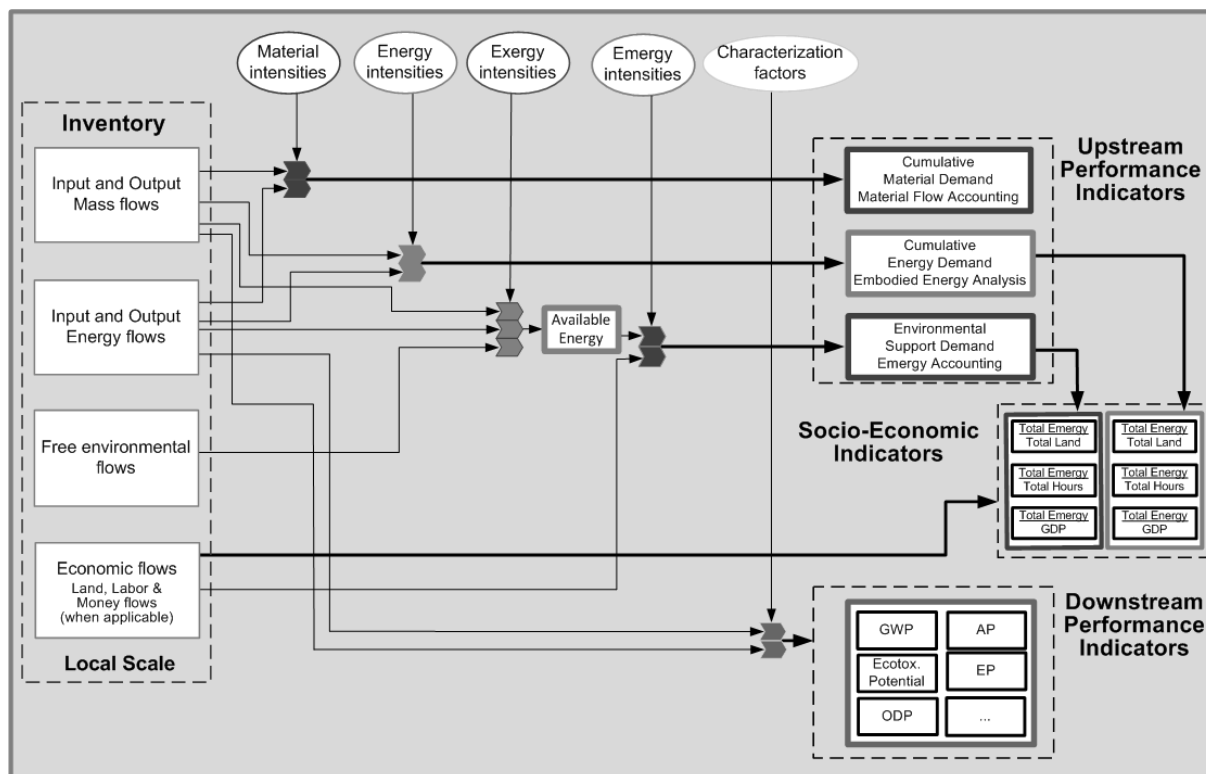 Material
intensities
Energy
intensities
Exergy
intensities
Emergy
intensities
Characterization
factors
Inventory
Input and Output
Mass flows
Input and Output
Energy flows
Free environmental
flows
Economic flows
Land, Labor &
Money flows
(when applicable)
Local Scale
Available
Energy
Cumulative
Material Demand
Material Flow Accounting
Cumulative
Energy Demand
Embodied Energy Analysis
Environmental
Support Demand
Emergy Accounting
Upstream
Performance
Indicators
Socio-Economic
Indicators
Total Emergy
Total Land
Total Emergy
Total Hours
Total Emergy
GDP
Total Energy
Total Land
Total Energy
Total Hours
Total Energy
GDP
Downstream
Performance
Indicators
GWP
AP
Ecotox.
Potential
EP
ODP
...